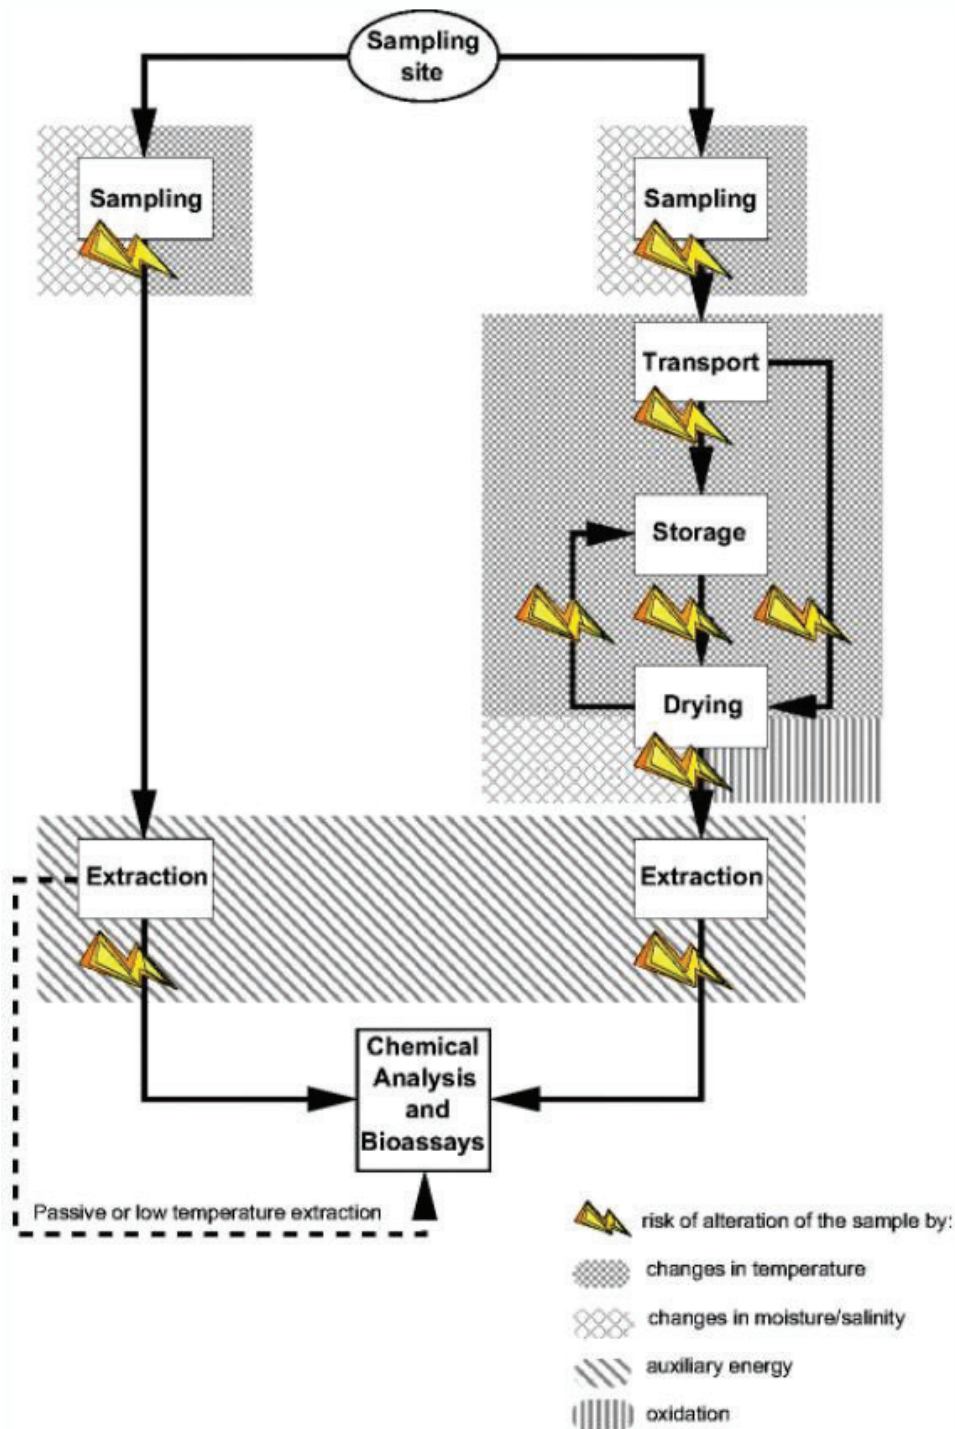 Sampling
site
Sampling
Sampling
Transport
Storage
Drying
Extraction
Extraction
Chemical
Analysis
and
Bioassays
Passive or low temperature extraction
risk of alteration of the sample by:
changes in temperature
changes in moisture/salinity
auxiliary energy
oxidation